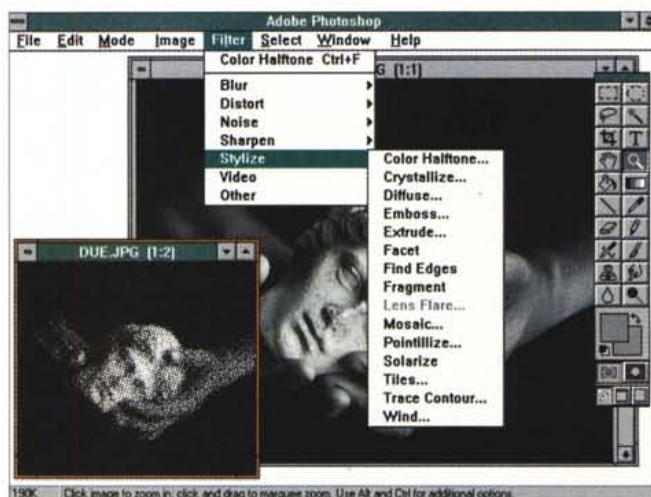 Adobe Photoshop
File Edit Mode Image Filter Select Window Help
Color Halftone Ctrl+F
G [1:1]
Blur
Distort
Noise
Sharpen
Stylize
Video
Other
Color Halftone...
Crystallize...
Diffuse...
Emboss...
Extrude...
Facet
Find Edges
Fragment
Lens Flare...
Mosaic...
Pointillize...
Solarize
Tiles...
Trace Contour...
Wind...
T
DUE.JPG [1:2]
190K Click image to zoom in; click and drag to marquee zoom. Use Alt and Ctrl for additional options.